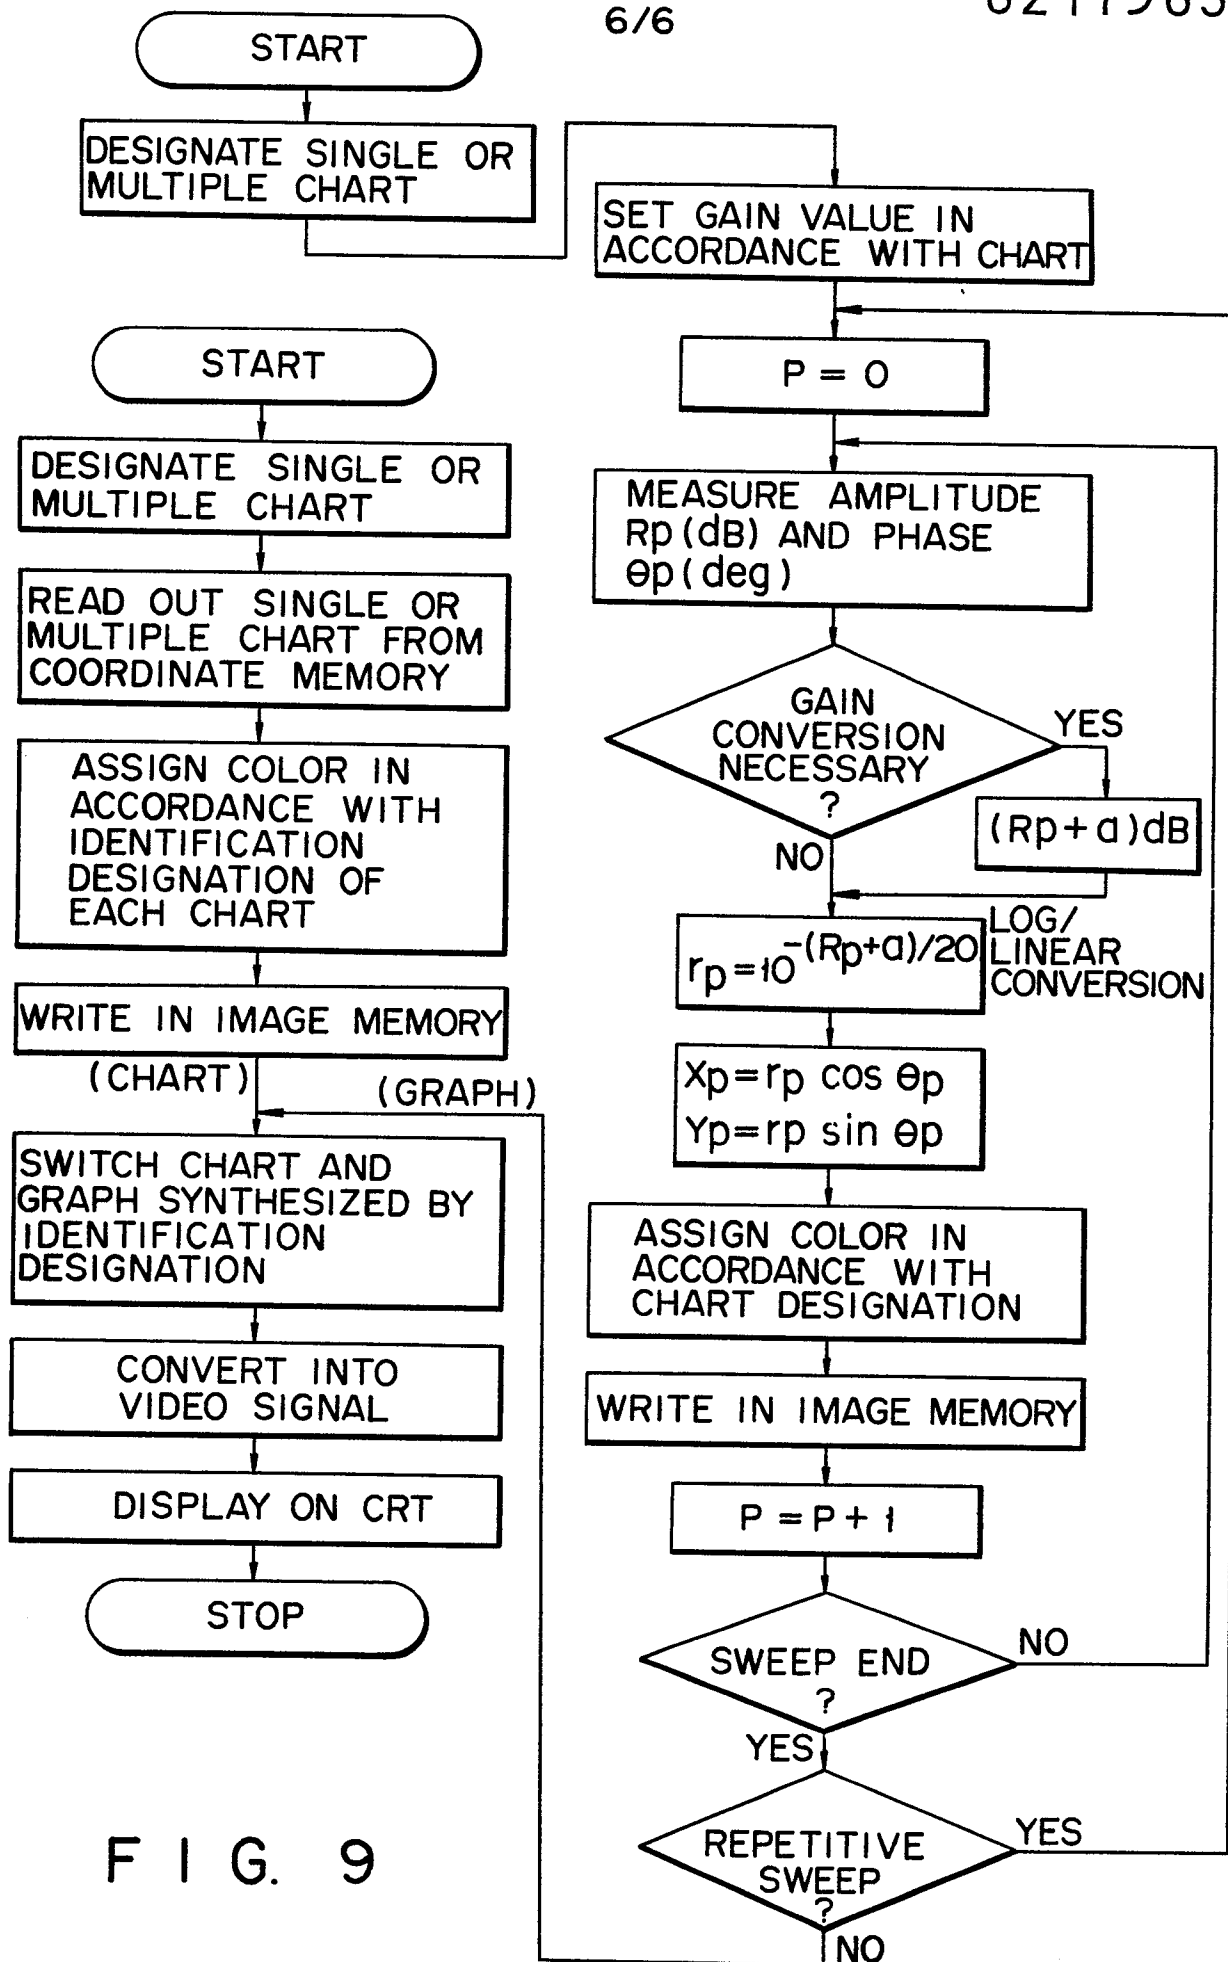 6/6
START
DESIGNATE SINGLE OR
MULTIPLE CHART
SET GAIN VALUE IN
ACCORDANCE WITH CHART
P = 0
MEASURE AMPLITUDE
Rp (dB) AND PHASE
θp (deg)
GAIN
CONVERSION
NECESSARY
?
YES
(Rp + a) dB
NO
rp = 10^-(Rp+a)/20
LOG/
LINEAR
CONVERSION
Xp = rp cos θp
Yp = rp sin θp
ASSIGN COLOR IN
ACCORDANCE WITH
CHART DESIGNATION
WRITE IN IMAGE MEMORY
P = P + 1
SWEEP END
?
NO
YES
REPETITIVE
SWEEP
?
YES
NO
START
DESIGNATE SINGLE OR
MULTIPLE CHART
READ OUT SINGLE OR
MULTIPLE CHART FROM
COORDINATE MEMORY
ASSIGN COLOR IN
ACCORDANCE WITH
IDENTIFICATION
DESIGNATION OF
EACH CHART
WRITE IN IMAGE MEMORY
(CHART)
(GRAPH)
SWITCH CHART AND
GRAPH SYNTHESIZED BY
IDENTIFICATION
DESIGNATION
CONVERT INTO
VIDEO SIGNAL
DISPLAY ON CRT
STOP
FIG. 9